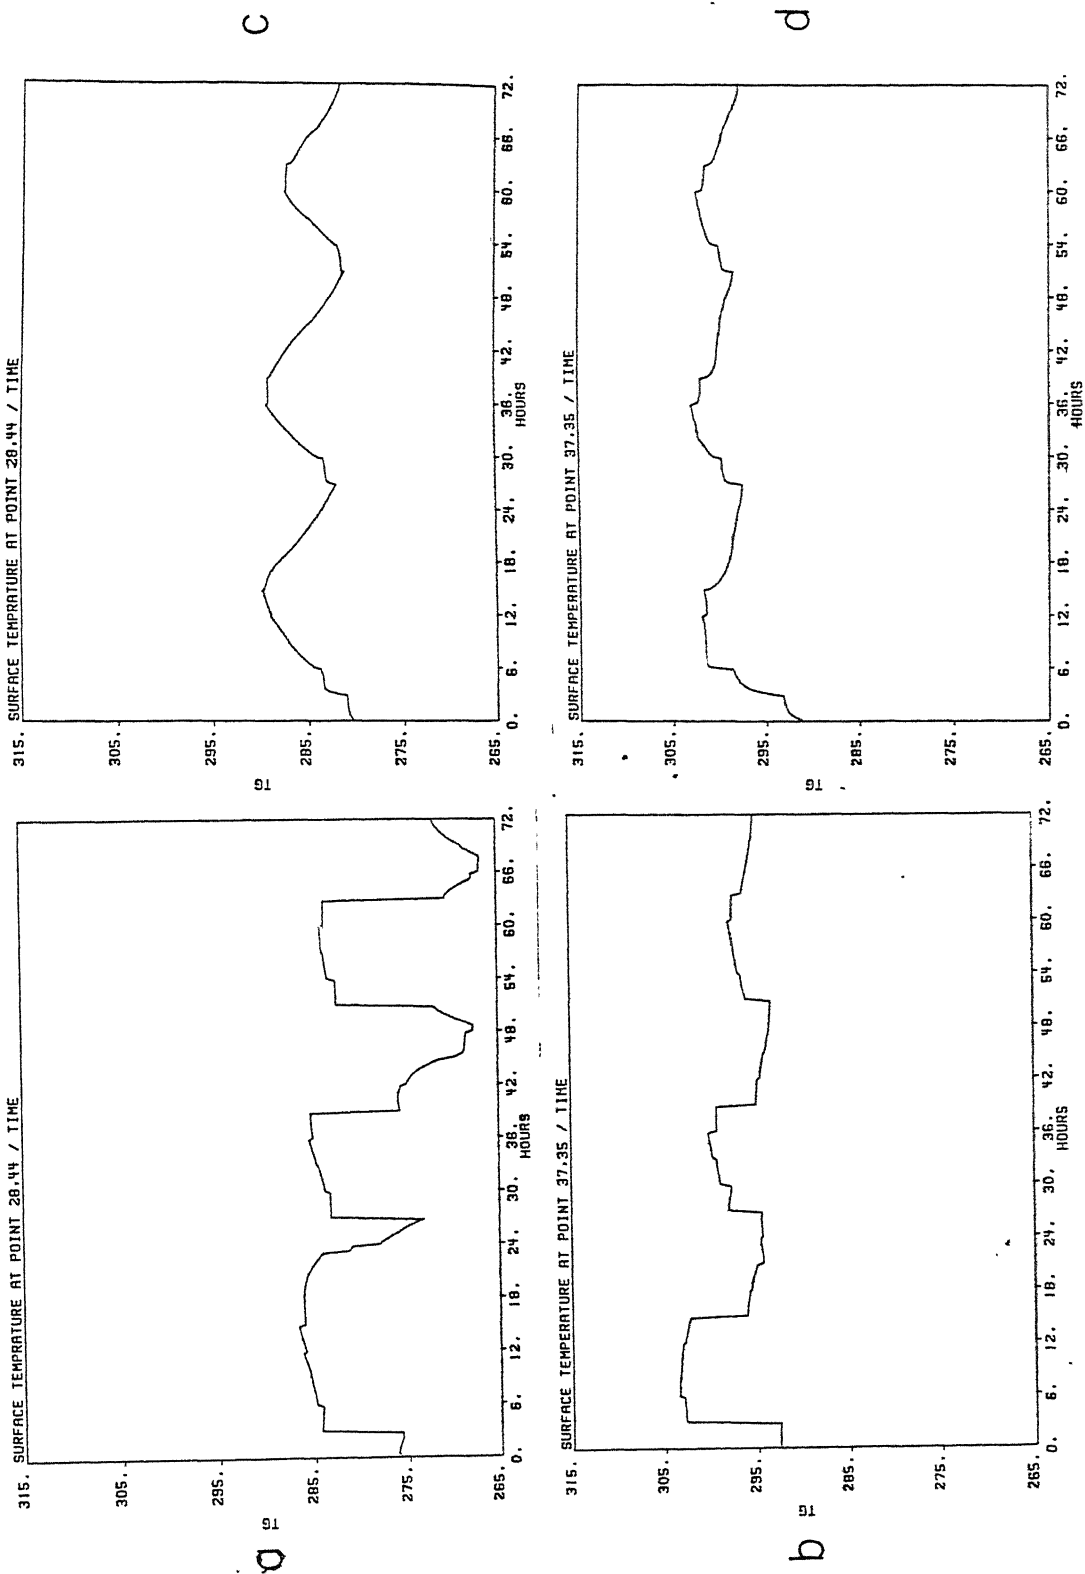 a
SURFACE TEMPRATURE AT POINT 28.44 / TIME
315.
305.
295.
285.
275.
265.
TG
0. 6. 12. 18. 24. 30. 36. 42. 48. 54. 60. 66. 72.
HOURS
c
SURFACE TEMPRATURE AT POINT 28.44 / TIME
315.
305.
295.
285.
275.
265.
TG
0. 6. 12. 18. 24. 30. 36. 42. 48. 54. 60. 66. 72.
HOURS
b
SURFACE TEMPERATURE AT POINT 37.35 / TIME
315.
305.
295.
285.
275.
265.
TG
0. 6. 12. 18. 24. 30. 36. 42. 48. 54. 60. 66. 72.
HOURS
d
SURFACE TEMPERATURE AT POINT 37.35 / TIME
315.
305.
295.
285.
275.
265.
TG
0. 6. 12. 18. 24. 30. 36. 42. 48. 54. 60. 66. 72.
HOURS